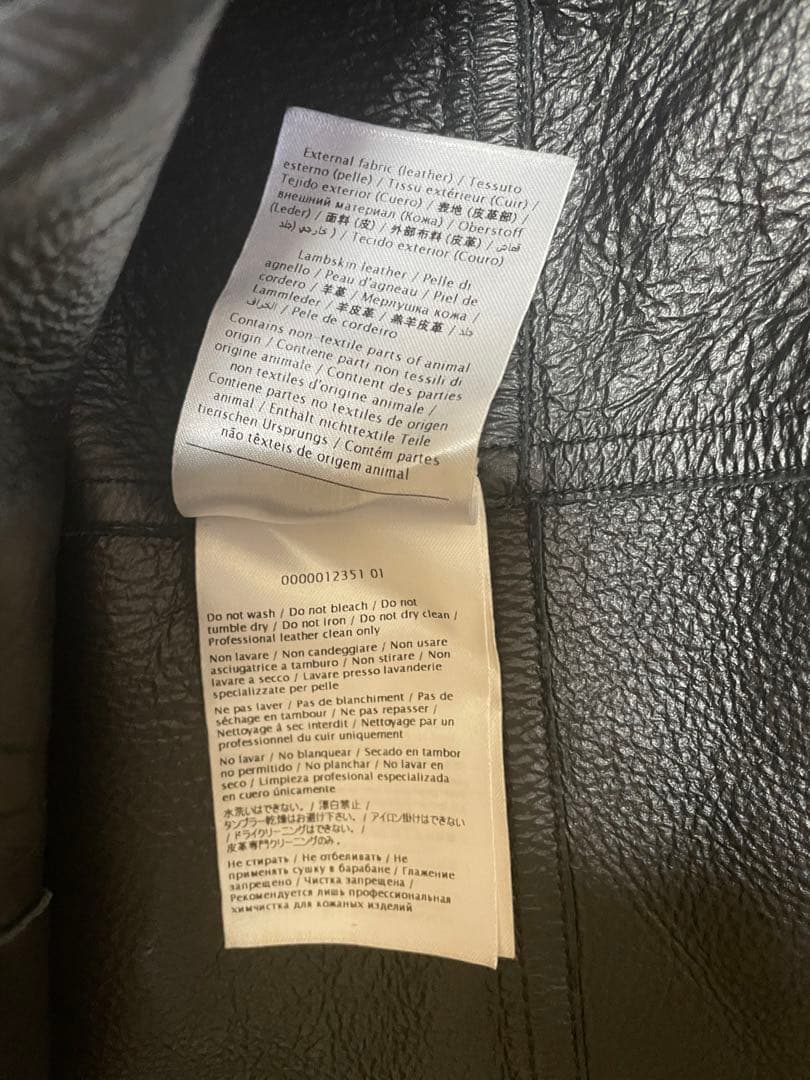 External fabric (leather) / Tessuto
esterno (pelle) / Tissu extérieur (Cuir) /
Tejido exterior (Cuero) / 表地 (皮革部) /
внешний материал (Кожа) / Oberstoff
(Leder) / 面料 (皮) / 外部布料 (皮革) / قماش
خارجي (جلد) / Tecido exterior (Couro)
Lambskin leather / Pelle di
agnello / Peau d'agneau / Piel de
cordero / 羊革 / Мерлушка кожа /
Lammleder / 羊皮革 / 羔羊皮革 / جلد
الخراف / Pele de cordeiro
Contains non-textile parts of animal
origin / Contiene parti non tessili di
origine animale / Contient des parties
non textiles d'origine animale /
Contiene partes no textiles de origen
animal / Enthält nichttextile Teile
tierischen Ursprungs / Contém partes
não têxteis de origem animal
0000012351 01
Do not wash / Do not bleach / Do not
tumble dry / Do not iron / Do not dry clean /
Professional leather clean only
Non lavare / Non candeggiare / Non usare
asciugatrice a tamburo / Non stirare / Non
lavare a secco / Lavare presso lavanderie
specializzate per pelle
Ne pas laver / Pas de blanchiment / Pas de
séchage en tambour / Ne pas repasser /
Nettoyage à sec interdit / Nettoyage par un
professionnel du cuir uniquement
No lavar / No blanquear / Secado en tambor
no permitido / No planchar / No lavar en
seco / Limpieza profesional especializada
en cuero únicamente
水洗いはできない。 / 漂白禁止 /
タンブラー乾燥はお避け下さい。 / アイロン掛けはできない
/ ドライクリーニングはできない。 /
皮革専門クリーニングのみ。
Не стирать / Не отбеливать / Не
применять сушку в барабане / Глажение
запрещено / Чистка запрещена /
Рекомендуется лишь профессиональная
химчистка для кожаных изделий